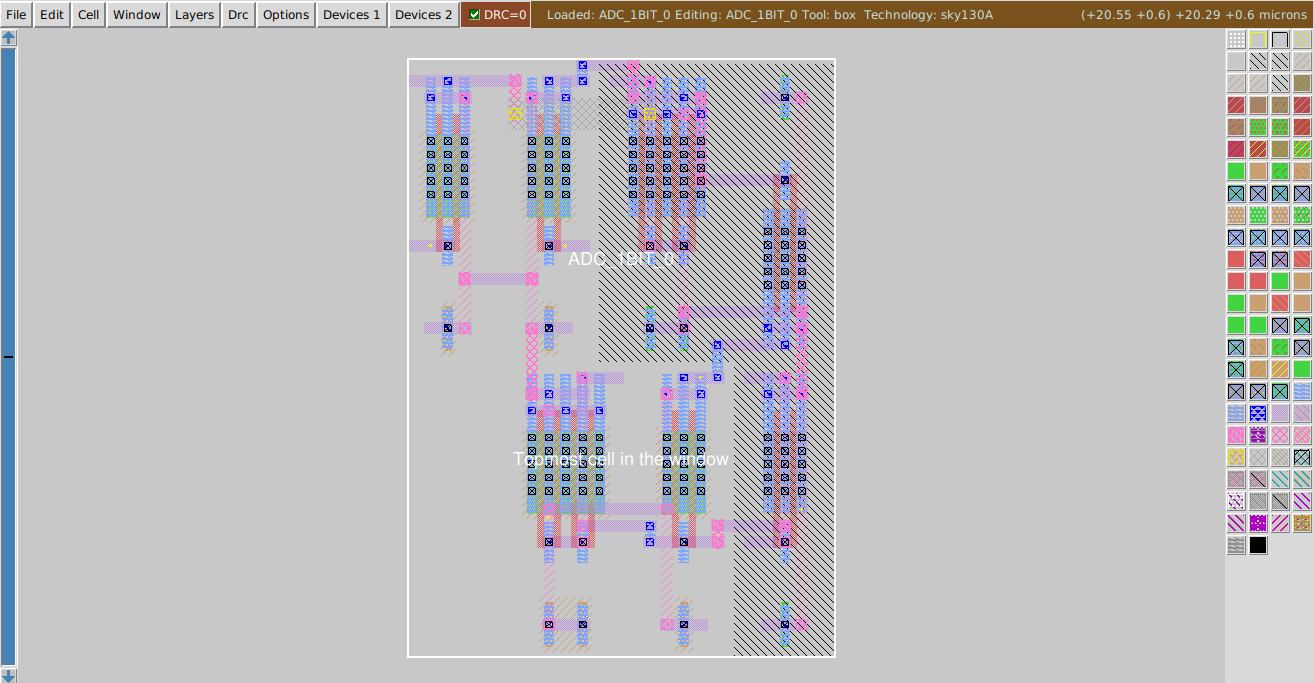 File Edit Cell Window Layers Drc Options Devices 1 Devices 2 DRC=0 Loaded: ADC_1BIT_0 Editing: ADC_1BIT_0 Tool: box Technology: sky130A (+20.55 +0.6) +20.29 +0.6 microns
ADC_1BIT_0
Topmost cell in the window